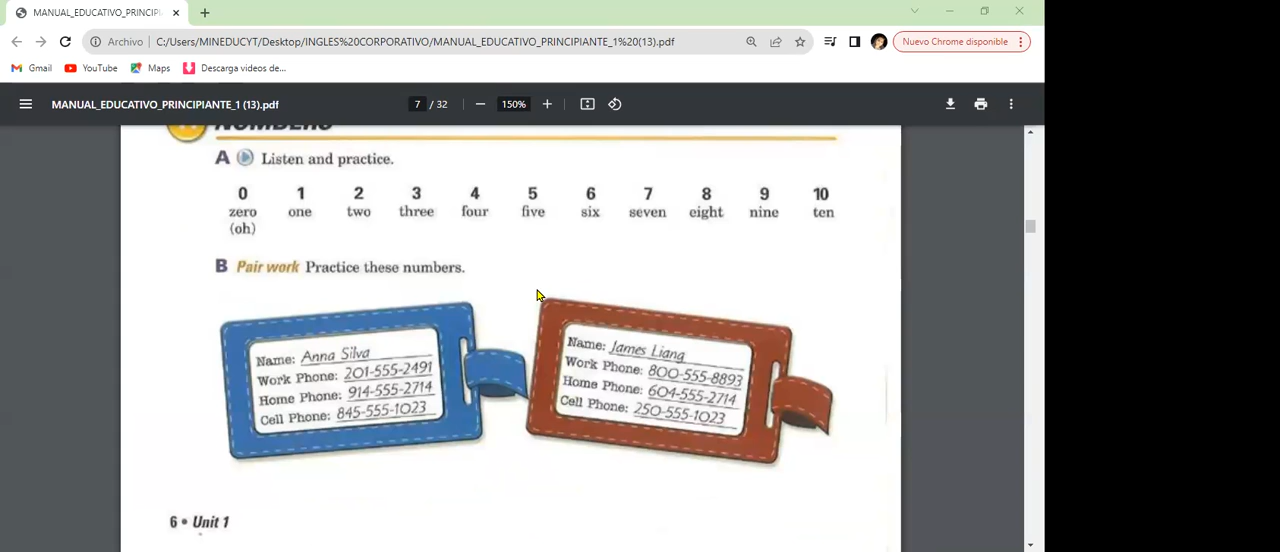 MANUAL_EDUCATIVO_PRINCIPI
Archivo C:/Users/MINEDUCYT/Desktop/INGLES%20CORPORATIVO/MANUAL_EDUCATIVO_PRINCIPIANTE_1%20(13).pdf Nuevo Chrome disponible
Gmail YouTube Maps Descarga videos de...
MANUAL_EDUCATIVO_PRINCIPIANTE_1 (13).pdf 7 / 32 150%
NUMBERS
A Listen and practice.
0 1 2 3 4 5 6 7 8 9 10
zero one two three four five six seven eight nine ten
(oh)
B Pair work Practice these numbers.
Name: Anna Silva
Work Phone: 201-555-2491
Home Phone: 914-555-2714
Cell Phone: 845-555-1023
Name: James Liang
Work Phone: 800-555-8893
Home Phone: 604-555-2714
Cell Phone: 250-555-1023
6 • Unit 1